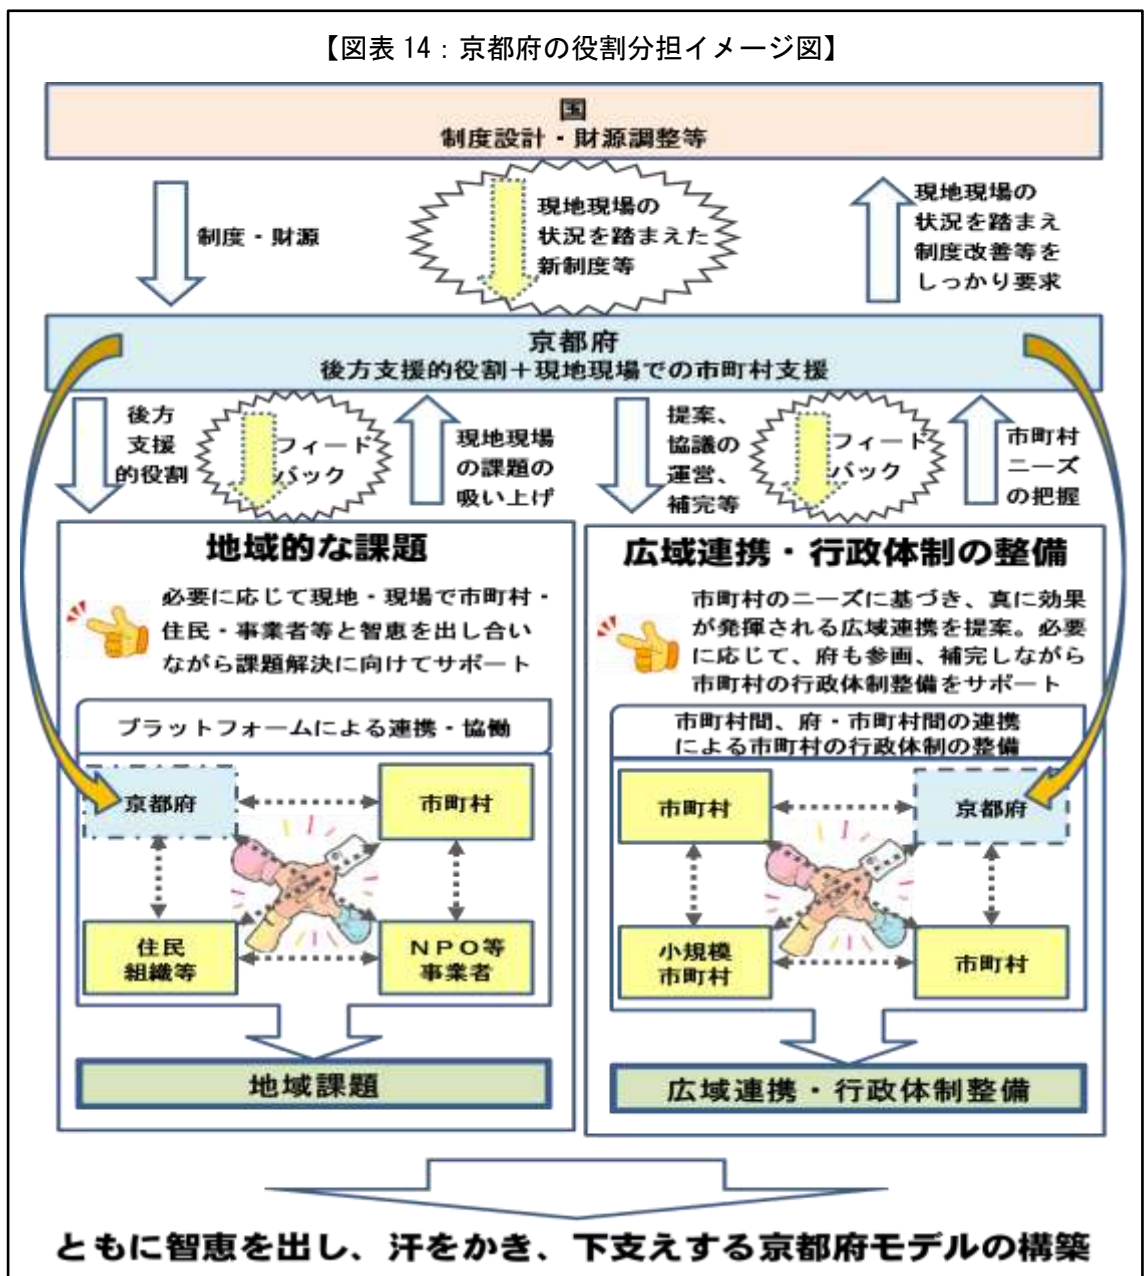 【図表 14：京都府の役割分担イメージ図】
国
制度設計・財源調整等
制度・財源
現地現場の
状況を踏まえた
新制度等
現地現場の
状況を踏まえ
制度改善等を
しっかり要求
京都府
後方支援的役割＋現地現場での市町村支援
後方
支援
的役割
フィード
バック
現地現場
の課題の
吸い上げ
提案、
協議の
運営、
補完等
フィード
バック
市町村
ニーズ
の把握
地域的な課題
必要に応じて現地・現場で市町村・
住民・事業者等と智恵を出し合い
ながら課題解決に向けてサポート
プラットフォームによる連携・協働
京都府
市町村
住民
組織等
ＮＰＯ等
事業者
地域課題
広域連携・行政体制の整備
市町村のニーズに基づき、真に効果
が発揮される広域連携を提案。必要
に応じて、府も参画、補完しながら
市町村の行政体制整備をサポート
市町村間、府・市町村間の連携
による市町村の行政体制の整備
市町村
京都府
小規模
市町村
市町村
広域連携・行政体制整備
ともに智恵を出し、汗をかき、下支えする京都府モデルの構築